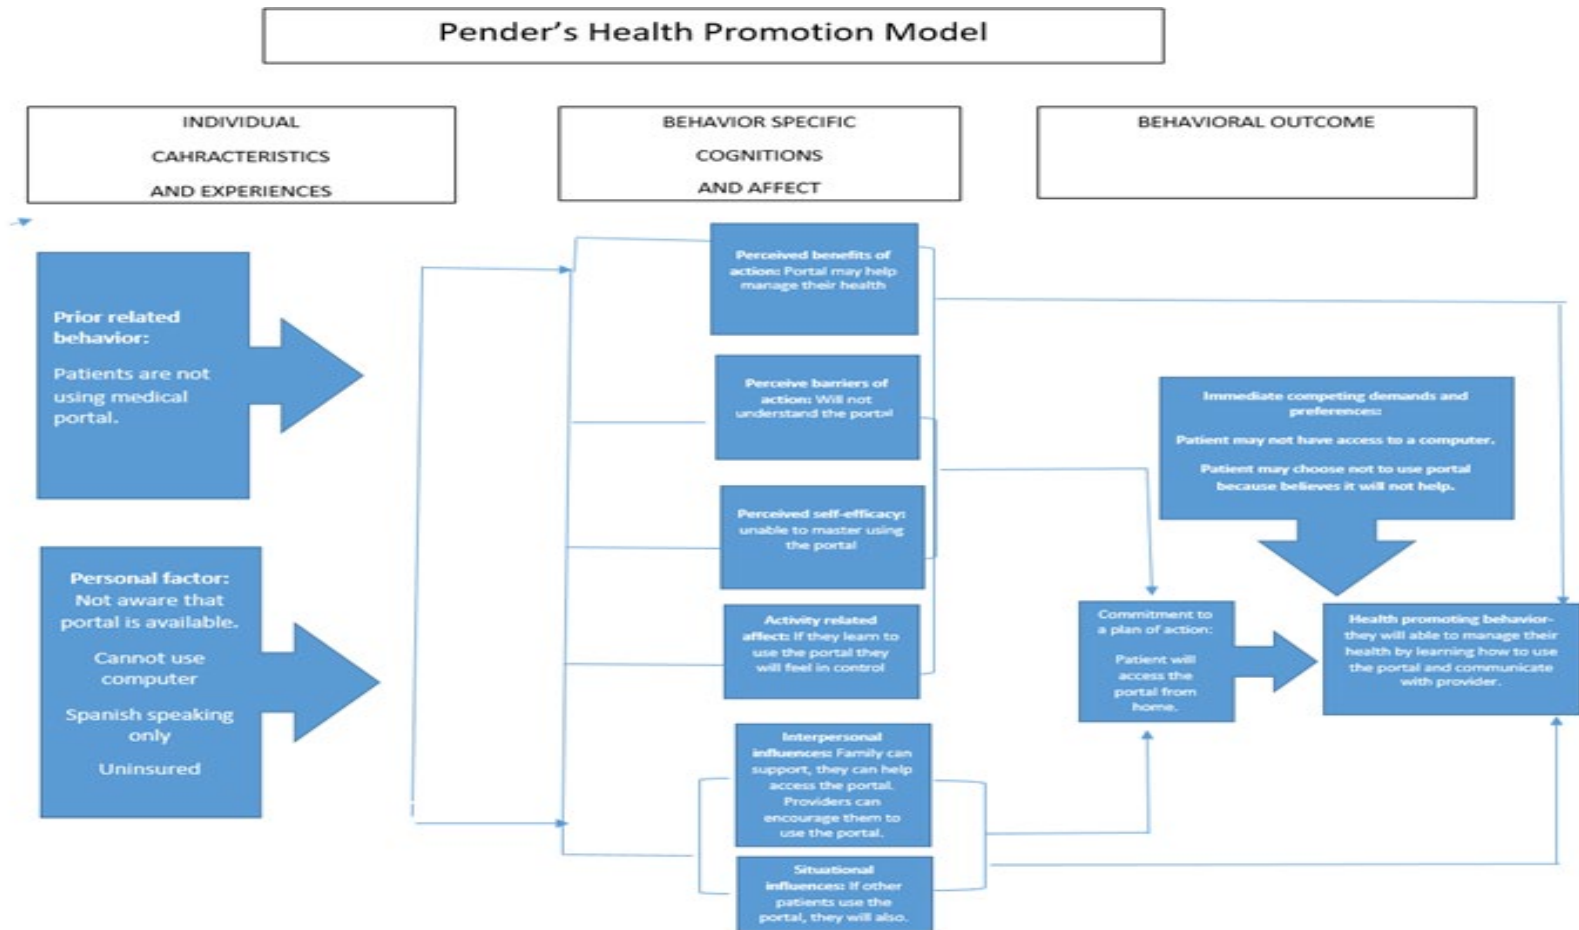 Pender's Health Promotion Model
INDIVIDUAL
CAHRACTERISTICS
AND EXPERIENCES
BEHAVIOR SPECIFIC
COGNITIONS
AND AFFECT
BEHAVIORAL OUTCOME
Prior related
behavior:
Patients are not
using medical
portal.
Personal factor:
Not aware that
portal is available.
Cannot use
computer
Spanish speaking
only
Uninsured
Perceived benefits of
action: Portal may help
manage their health
Perceive barriers of
action: Will not
understand the portal
Perceived self-efficacy:
unable to master using
the portal
Activity related
affect: If they learn to
use the portal they
will feel in control
Interpersonal
influences: Family can
support, they can help
access the portal.
Providers can
encourage them to
use the portal.
Situational
influences: If other
patients use the
portal, they will also.
Immediate competing demands and
preferences:
Patient may not have access to a computer.
Patient may choose not to use portal
because believes it will not help.
Commitment to
a plan of action:
Patient will
access the
portal from
home.
Health promoting behavior-
they will able to manage their
health by learning how to use
the portal and communicate
with provider.